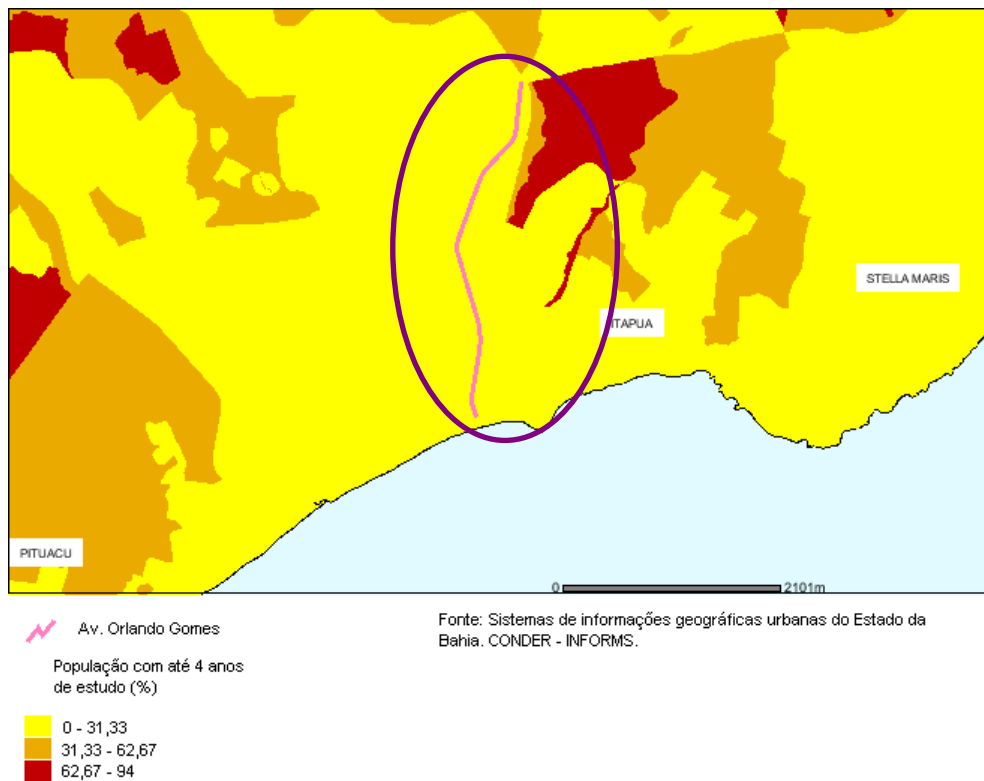 STELLA MARIS
ITAPUA
PITUACU
0 2101m
Av. Orlando Gomes
Fonte: Sistemas de informações geográficas urbanas do Estado da
Bahia. CONDER - INFORMS.
População com até 4 anos
de estudo (%)
0 - 31,33
31,33 - 62,67
62,67 - 94